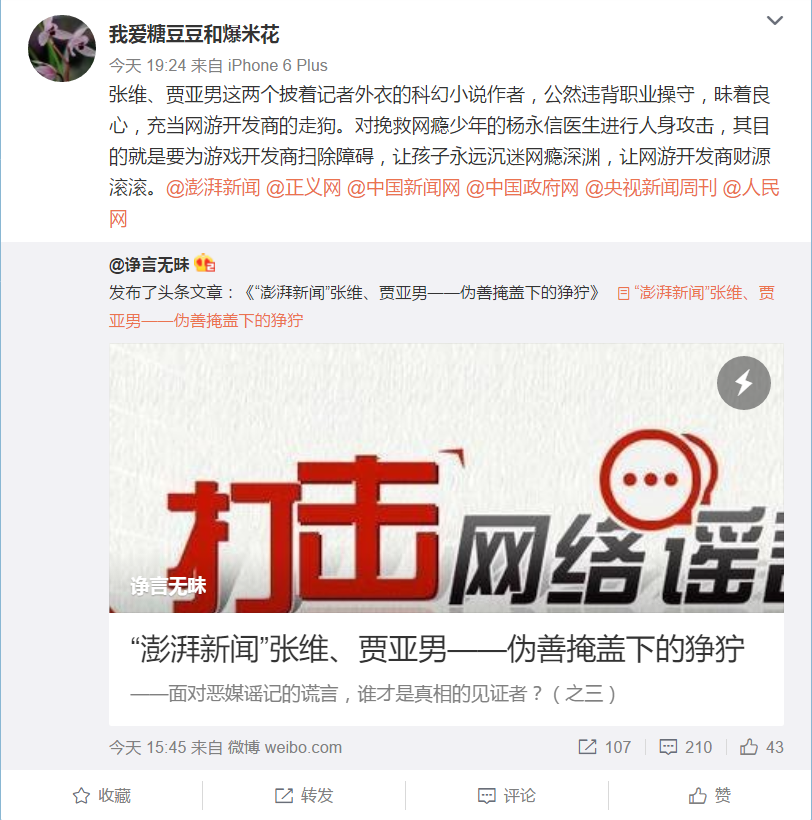 我爱糖豆豆和爆米花
今天 19:24 来自 iPhone 6 Plus
张维、贾亚男这两个披着记者外衣的科幻小说作者，公然违背职业操守，昧着良
心，充当网游开发商的走狗。对挽救网瘾少年的杨永信医生进行人身攻击，其目
的就是要为游戏开发商扫除障碍，让孩子永远沉迷网瘾深渊，让网游开发商财源
滚滚。@澎湃新闻 @正义网 @中国新闻网 @中国政府网 @央视新闻周刊 @人民
网
@诤言无昧
发布了头条文章：《“澎湃新闻”张维、贾亚男——伪善掩盖下的狰狞》 “澎湃新闻”张维、贾
亚男——伪善掩盖下的狰狞
打击网络谣
诤言无昧
“澎湃新闻”张维、贾亚男——伪善掩盖下的狰狞
——面对恶媒谣记的谎言，谁才是真相的见证者？（之三）
今天 15:45 来自 微博 weibo.com 107 210 43
收藏 转发 评论 赞